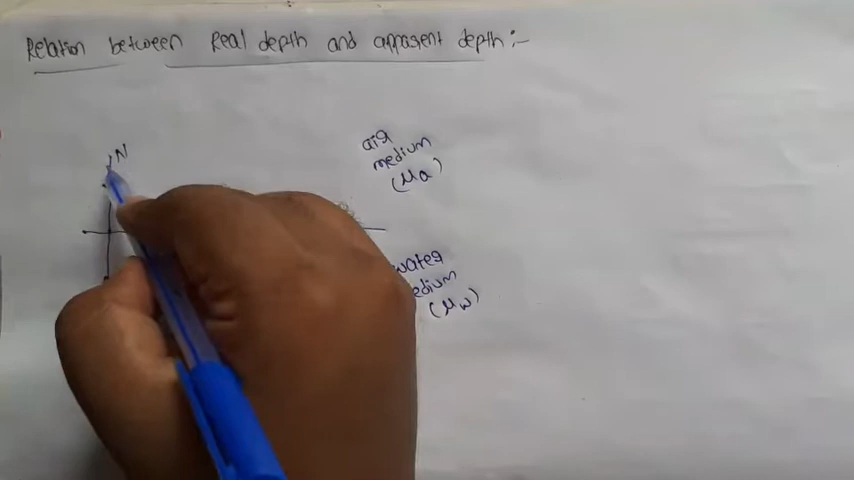 Relation between Real depth and apparent depth :-
N
air
medium
(μa)
water
medium
(μw)